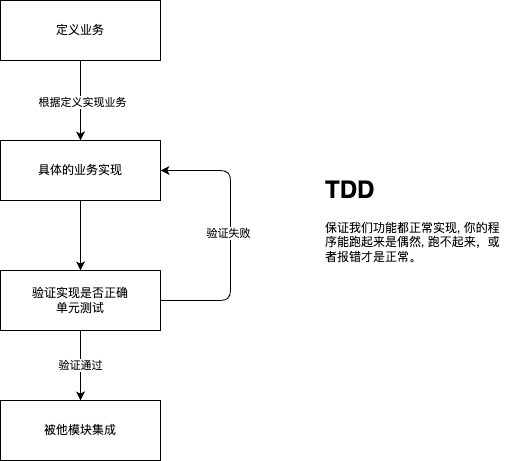 定义业务
根据定义实现业务
具体的业务实现
验证失败
验证实现是否正确
单元测试
验证通过
被他模块集成
TDD
保证我们功能都正常实现, 你的程
序能跑起来是偶然, 跑不起来，或
者报错才是正常。